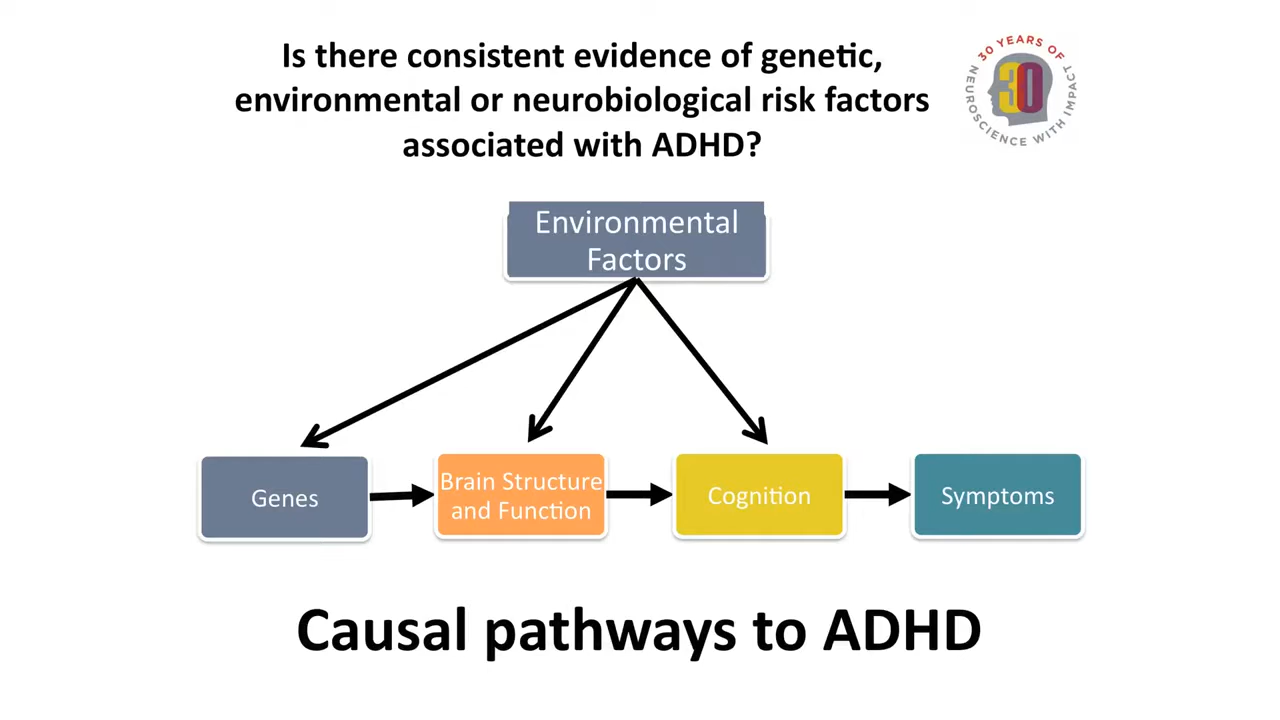 Is there consistent evidence of genetic,
environmental or neurobiological risk factors
associated with ADHD?
30 YEARS OF
NEUROSCIENCE WITH IMPACT
30
Environmental
Factors
Genes
Brain Structure
and Function
Cognition
Symptoms
Causal pathways to ADHD